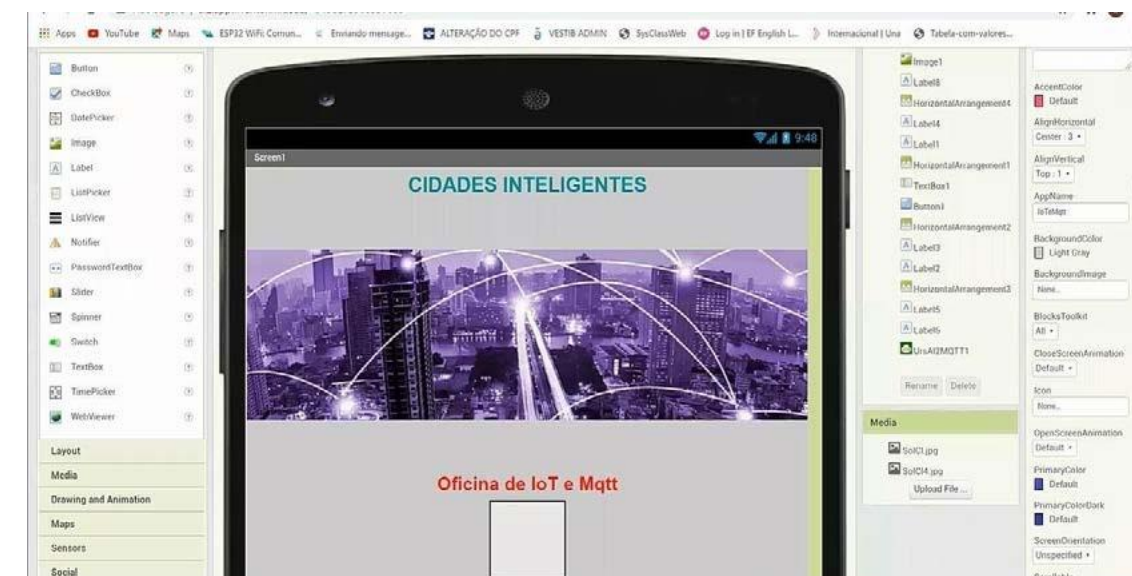 Apps
YouTube
Maps
ESP32 WiFi: Comun...
Enviando mensage...
ALTERAÇÃO DO CPF
VESTIB ADMIN
SysClassWeb
Log in | EF English L...
Internacional | Una
Tabela-com-valores...
Button
CheckBox
DatePicker
Image
Label
ListPicker
ListView
Notifier
PasswordTextBox
Slider
Spinner
Switch
TextBox
TimePicker
WebViewer
Layout
Media
Drawing and Animation
Maps
Sensors
Social
9:48
Screen1
CIDADES INTELIGENTES
Oficina de IoT e Mqtt
Image1
Label8
HorizontalArrangement4
Label4
Label1
HorizontalArrangement1
TextBox1
Button1
HorizontalArrangement2
Label3
Label2
HorizontalArrangement3
Label5
Label6
UrsAI2MQTT1
Rename
Delete
Media
SolCI.jpg
SolCI4.jpg
Upload File ...
AccentColor
Default
AlignHorizontal
Center : 3
AlignVertical
Top : 1
AppName
IoTeMqtt
BackgroundColor
Light Gray
BackgroundImage
None...
BlocksToolkit
All
CloseScreenAnimation
Default
Icon
None...
OpenScreenAnimation
Default
PrimaryColor
Default
PrimaryColorDark
Default
ScreenOrientation
Unspecified